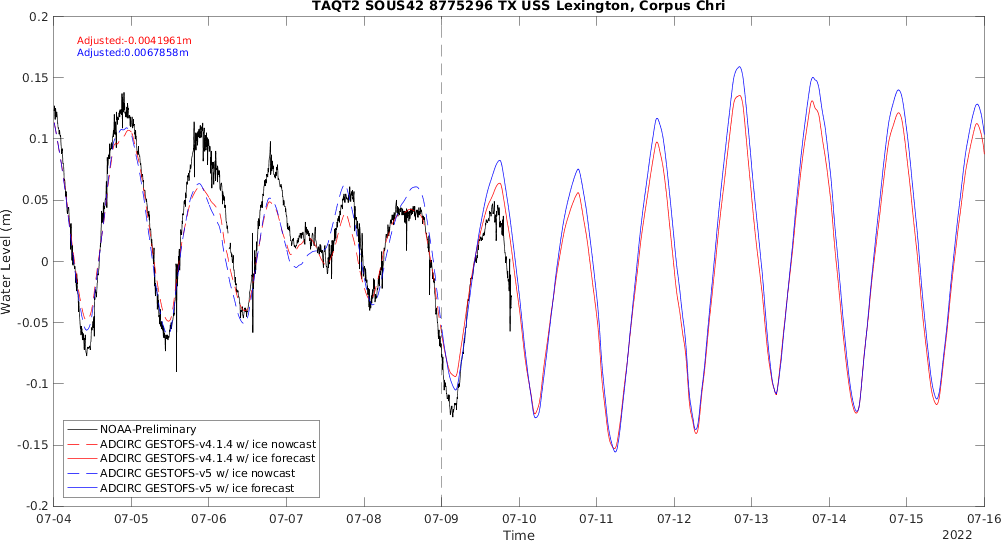 TAQT2 SOUS42 8775296 TX USS Lexington, Corpus Chri
0.2
Adjusted:-0.0041961m
Adjusted:0.0067858m
0.15
0.1
0.05
0
-0.05
-0.1
-0.15
-0.2
Water Level (m)
NOAA-Preliminary
ADCIRC GESTOFS-v4.1.4 w/ ice nowcast
ADCIRC GESTOFS-v4.1.4 w/ ice forecast
ADCIRC GESTOFS-v5 w/ ice nowcast
ADCIRC GESTOFS-v5 w/ ice forecast
07-04 07-05 07-06 07-07 07-08 07-09 07-10 07-11 07-12 07-13 07-14 07-15 07-16
Time
2022